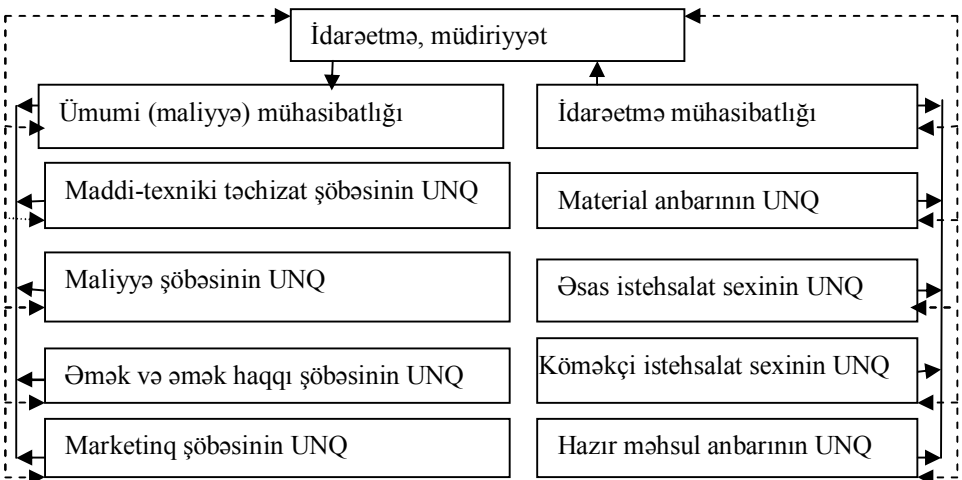 İdarəetmə, müdiriyyət
Ümumi (maliyyə) mühasibatlığı
İdarəetmə mühasibatlığı
Maddi-texniki təchizat şöbəsinin UNQ
Material anbarının UNQ
Maliyyə şöbəsinin UNQ
Əsas istehsalat sexinin UNQ
Əmək və əmək haqqı şöbəsinin UNQ
Köməkçi istehsalat sexinin UNQ
Marketinq şöbəsinin UNQ
Hazır məhsul anbarının UNQ